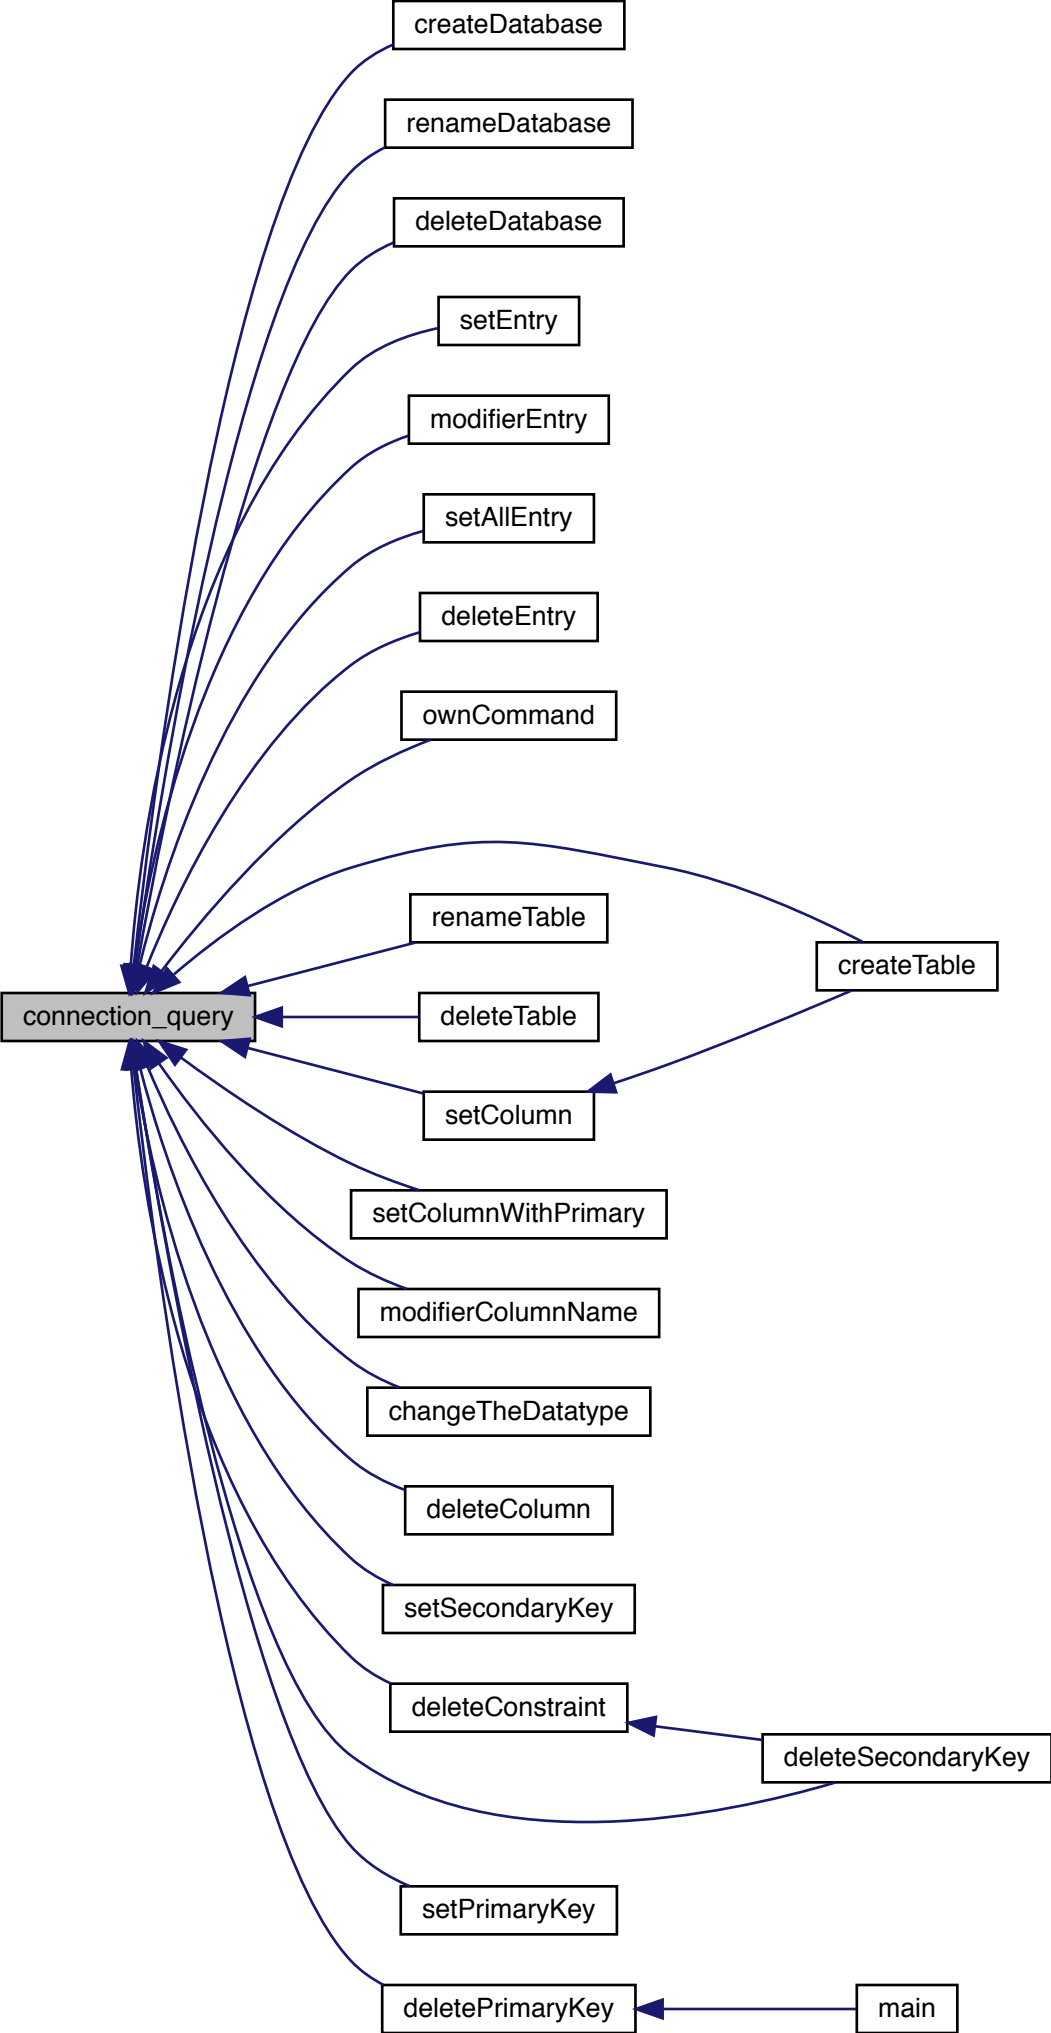 createDatabase
renameDatabase
deleteDatabase
setEntry
modifierEntry
setAllEntry
deleteEntry
ownCommand
renameTable
createTable
connection_query
deleteTable
setColumn
setColumnWithPrimary
modifierColumnName
changeTheDatatype
deleteColumn
setSecondaryKey
deleteConstraint
deleteSecondaryKey
setPrimaryKey
deletePrimaryKey
main